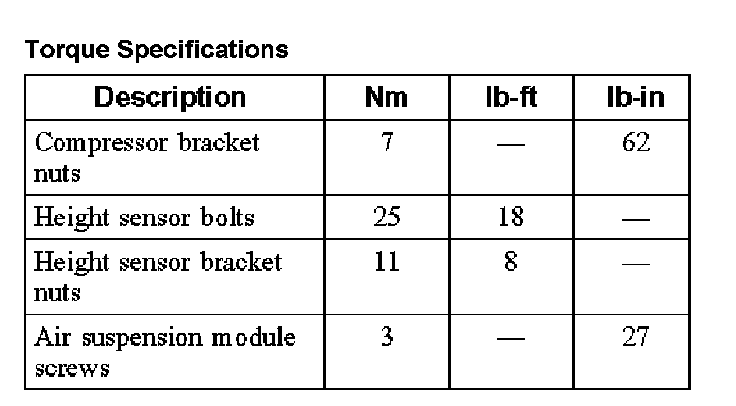 Torque Specifications
Description Nm lb-ft lb-in
Compressor bracket 7 — 62
nuts
Height sensor bolts 25 18 —
Height sensor bracket 11 8 —
nuts
Air suspension module 3 — 27
screws